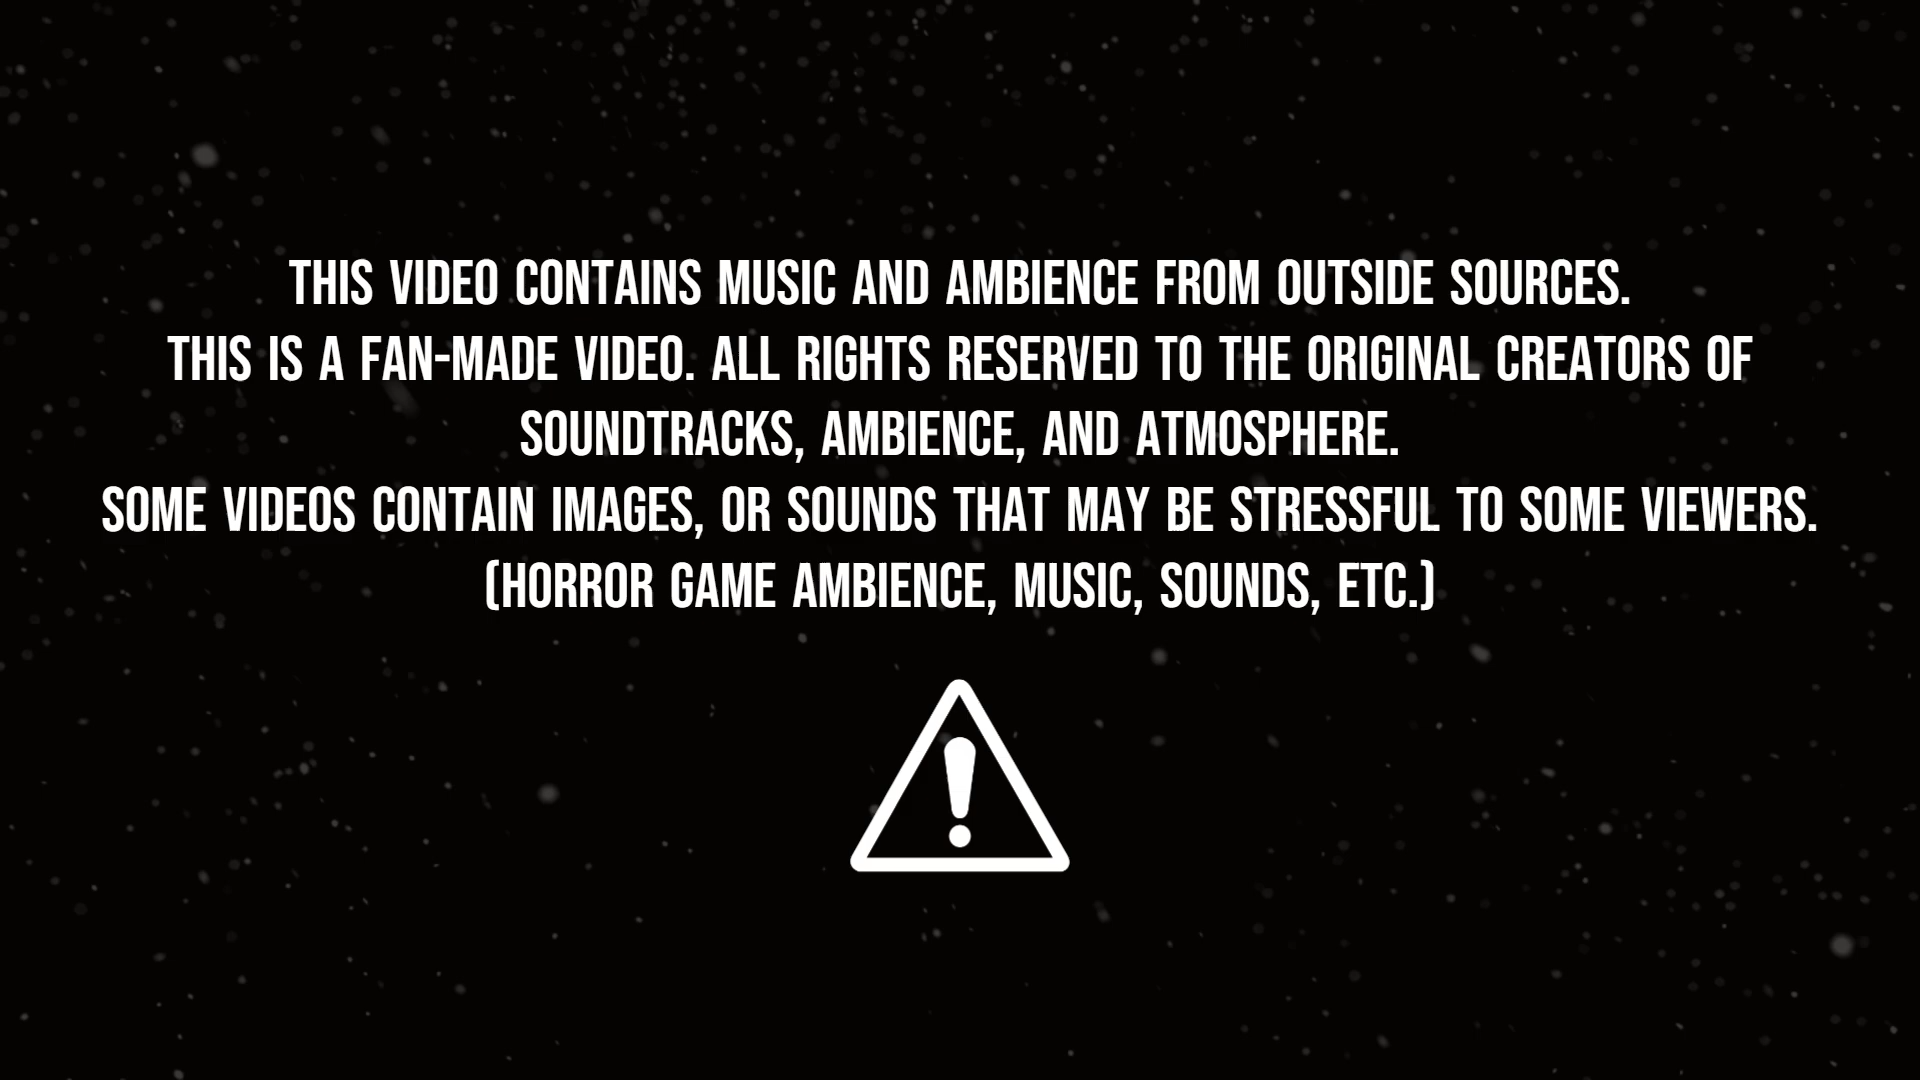 THIS VIDEO CONTAINS MUSIC AND AMBIENCE FROM OUTSIDE SOURCES.
THIS IS A FAN-MADE VIDEO. ALL RIGHTS RESERVED TO THE ORIGINAL CREATORS OF
SOUNDTRACKS, AMBIENCE, AND ATMOSPHERE.
SOME VIDEOS CONTAIN IMAGES, OR SOUNDS THAT MAY BE STRESSFUL TO SOME VIEWERS.
(HORROR GAME AMBIENCE, MUSIC, SOUNDS, ETC.)